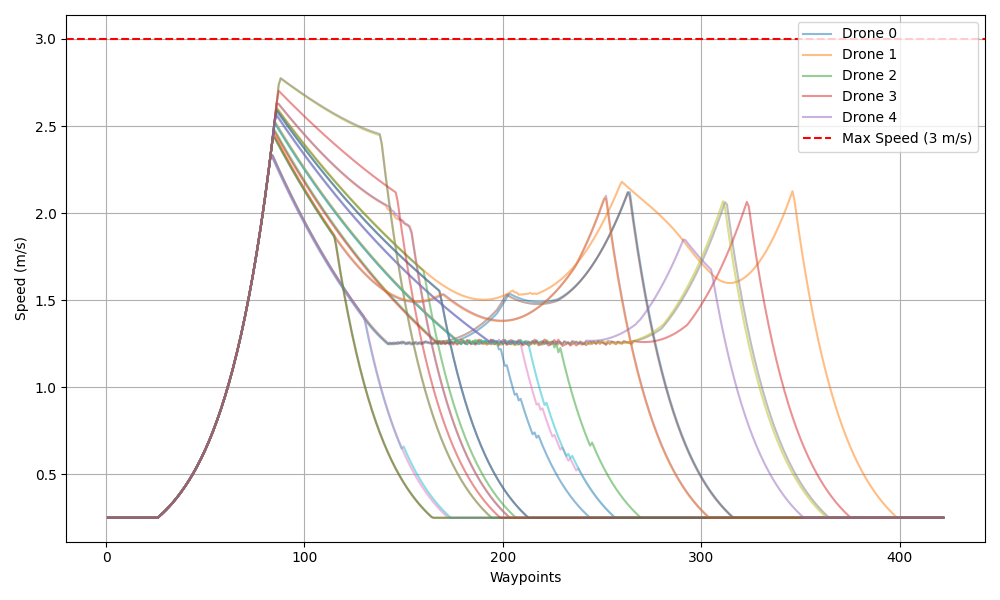 3.0
2.5
2.0
1.5
1.0
0.5
Speed (m/s)
0
100
200
300
400
Waypoints
Drone 0
Drone 1
Drone 2
Drone 3
Drone 4
Max Speed (3 m/s)